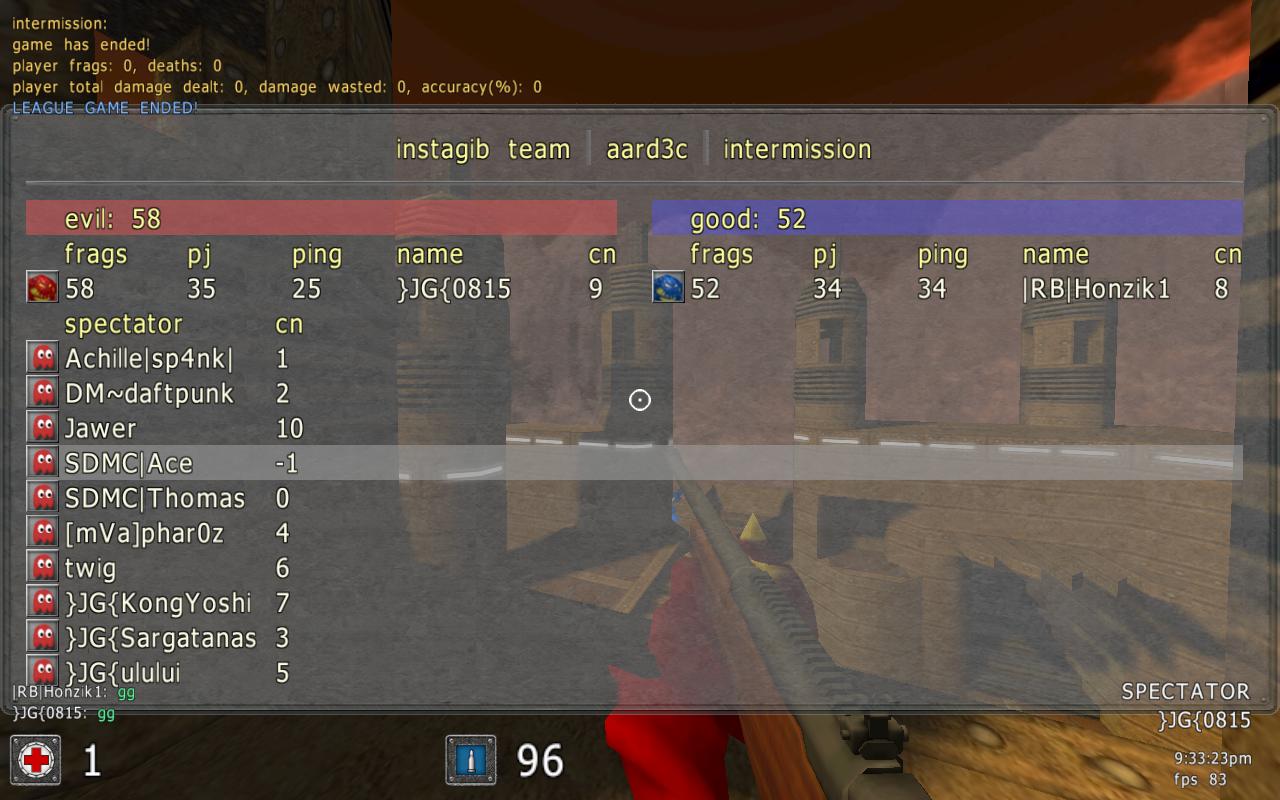 intermission:
game has ended!
player frags: 0, deaths: 0
player total damage dealt: 0, damage wasted: 0, accuracy(%): 0
LEAGUE GAME ENDED!
instagib team | aard3c | intermission
evil: 58 good: 52
frags pj ping name cn frags pj ping name cn
58 35 25 }JG{0815 9 52 34 34 |RB|Honzik1 8
spectator cn
Achille|sp4nk| 1
DM~daftpunk 2
Jawer 10
SDMC|Ace -1
SDMC|Thomas 0
[mVa]phar0z 4
twig 6
}JG{KongYoshi 7
}JG{Sargatanas 3
}JG{ulului 5
|RB|Honzik1: gg
}JG{0815: gg
SPECTATOR
}JG{0815
1 96
9:33:23pm
fps 83